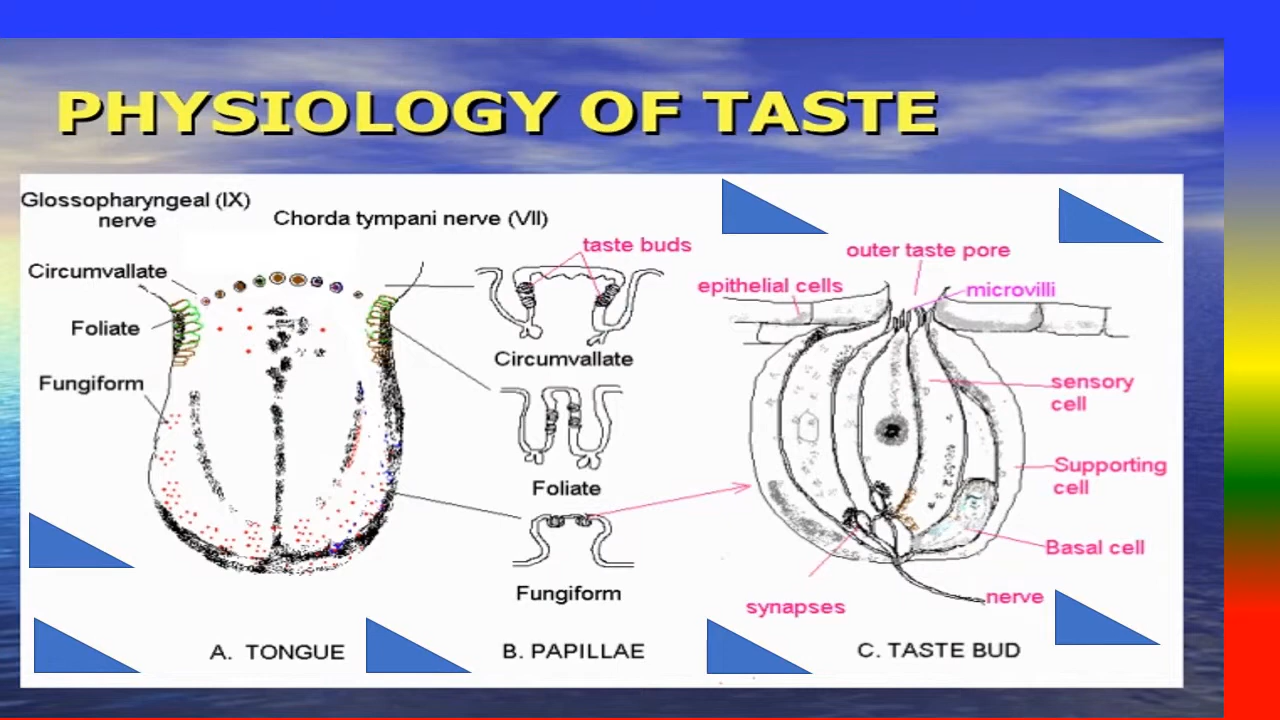 PHYSIOLOGY OF TASTE
Glossopharyngeal (IX)
nerve
Chorda tympani nerve (VII)
Circumvallate
Foliate
Fungiform
A. TONGUE
taste buds
Circumvallate
Foliate
Fungiform
B. PAPILLAE
outer taste pore
epithelial cells
microvilli
sensory
cell
Supporting
cell
Basal cell
nerve
synapses
C. TASTE BUD